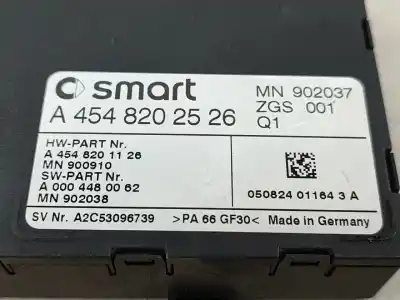 smart
A 454 820 25 26
MN 902037
ZGS 001
Q1
HW-PART Nr.
A 454 820 11 26
MN 900910
SW-PART Nr.
A 000 448 00 62
MN 902038
050824 01164 3 A
SV Nr. A2C53096739 >PA 66 GF30< Made in Germany